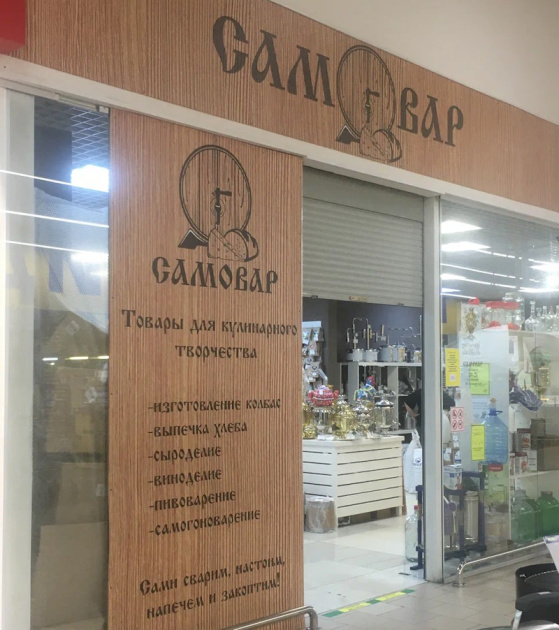 САМОВАР
САМОВАР
Товары для кулинарного
творчества
-изготовление колбас
-выпечка хлеба
-сыроделие
-виноделие
-пивоварение
-самогоноварение
Сами сварим, настоим,
напечем и закоптим!